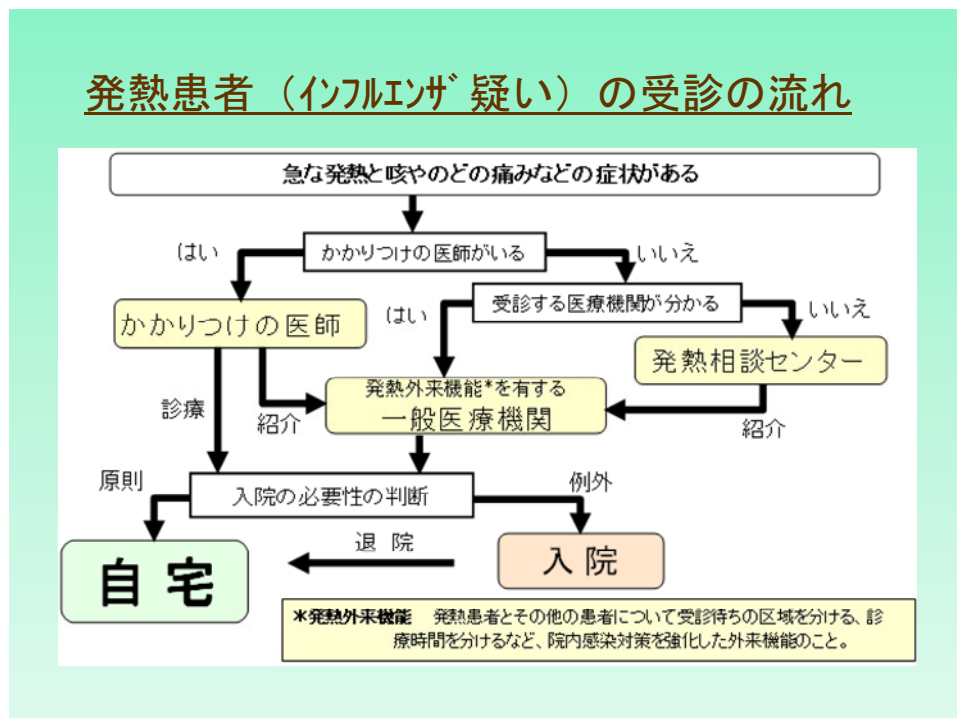 発熱患者（ｲﾝﾌﾙｴﾝｻﾞ疑い）の受診の流れ
急な発熱と咳やのどの痛みなどの症状がある
はい
かかりつけの医師がいる
いいえ
かかりつけの医師
はい
受診する医療機関が分かる
いいえ
発熱相談センター
発熱外来機能*を有する
一般医療機関
診療
紹介
紹介
原則
入院の必要性の判断
例外
自宅
退 院
入院
＊発熱外来機能　発熱患者とその他の患者について受診待ちの区域を分ける、診
療時間を分けるなど、院内感染対策を強化した外来機能のこと。